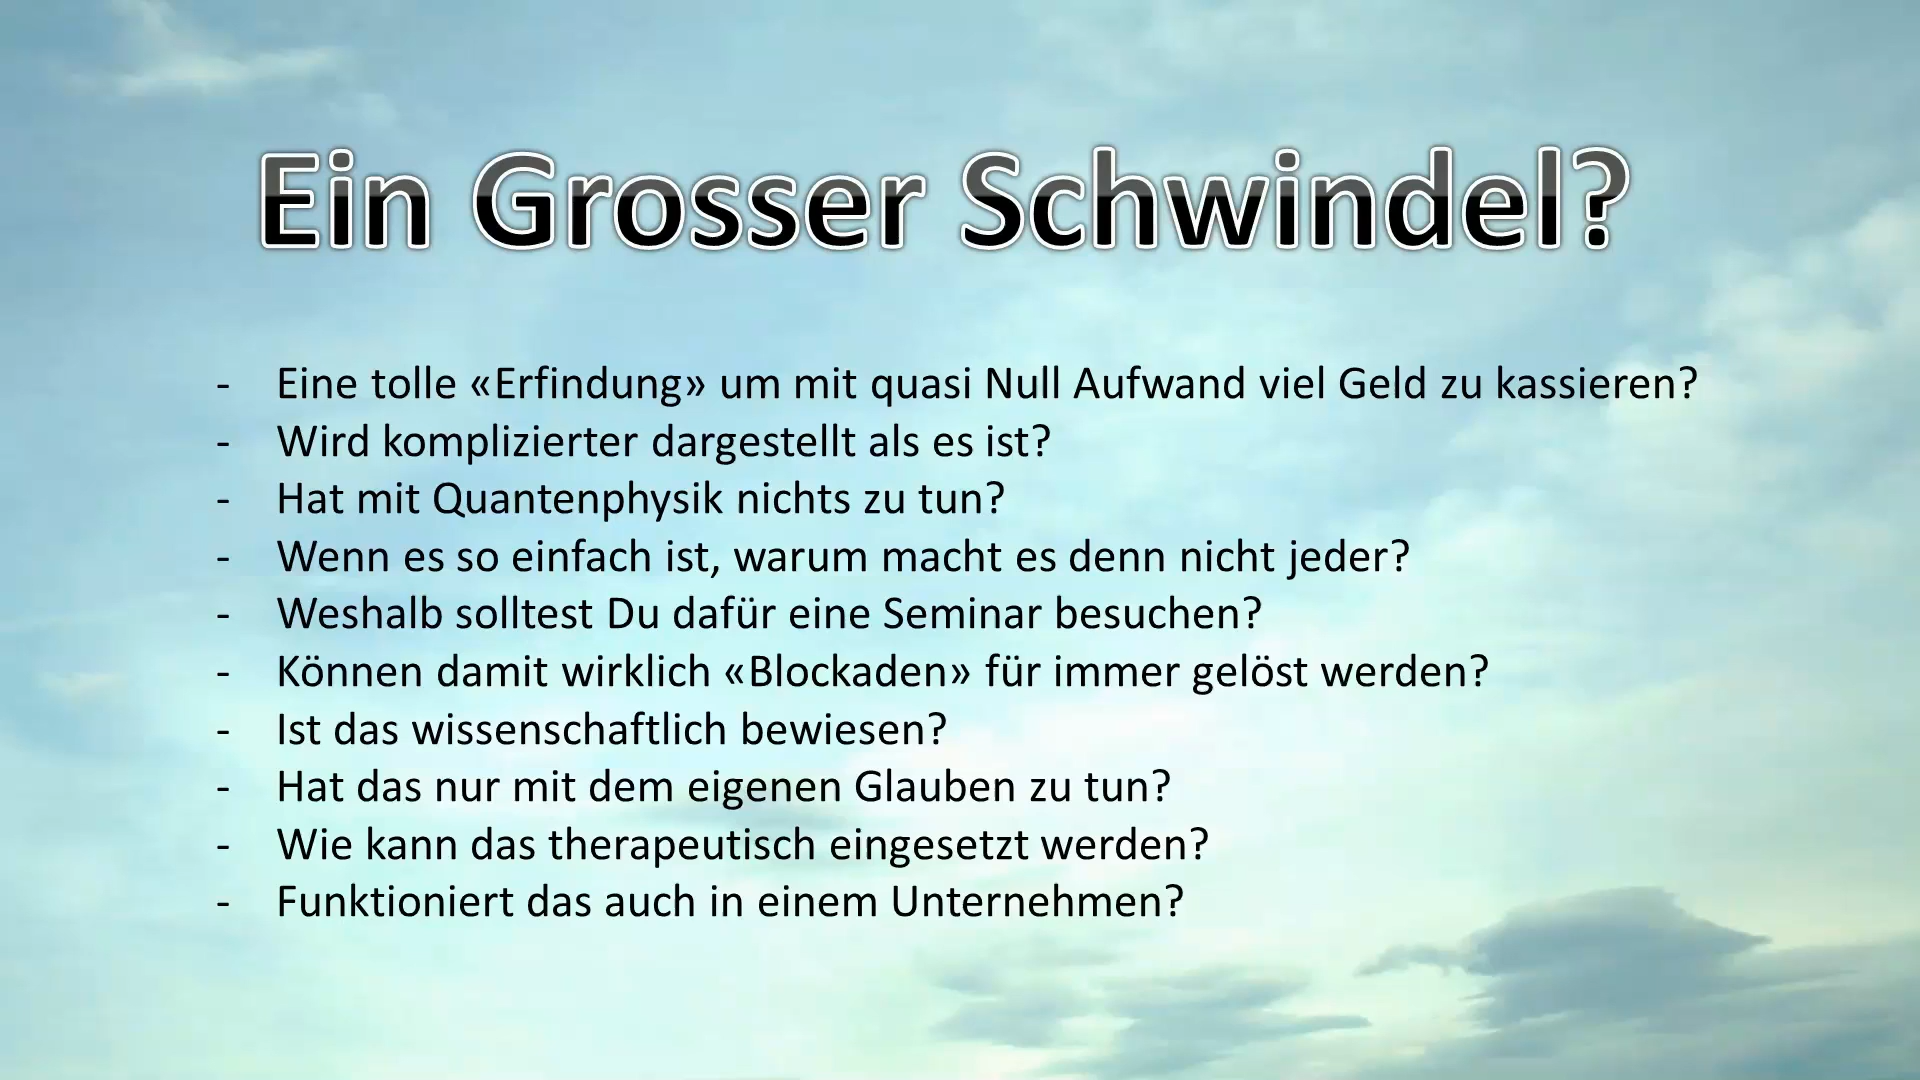 Ein Grosser Schwindel?
- Eine tolle «Erfindung» um mit quasi Null Aufwand viel Geld zu kassieren?
- Wird komplizierter dargestellt als es ist?
- Hat mit Quantenphysik nichts zu tun?
- Wenn es so einfach ist, warum macht es denn nicht jeder?
- Weshalb solltest Du dafür eine Seminar besuchen?
- Können damit wirklich «Blockaden» für immer gelöst werden?
- Ist das wissenschaftlich bewiesen?
- Hat das nur mit dem eigenen Glauben zu tun?
- Wie kann das therapeutisch eingesetzt werden?
- Funktioniert das auch in einem Unternehmen?